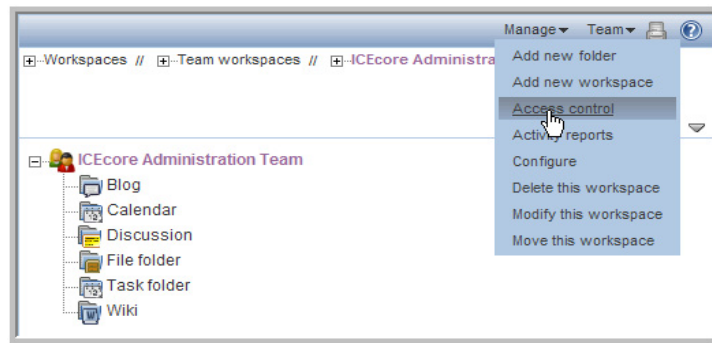 Manage Team ?
Workspaces // Team workspaces // ICEcore Administra
Add new folder
Add new workspace
Access control
Activity reports
Configure
Delete this workspace
Modify this workspace
Move this workspace
ICEcore Administration Team
Blog
Calendar
Discussion
File folder
Task folder
Wiki